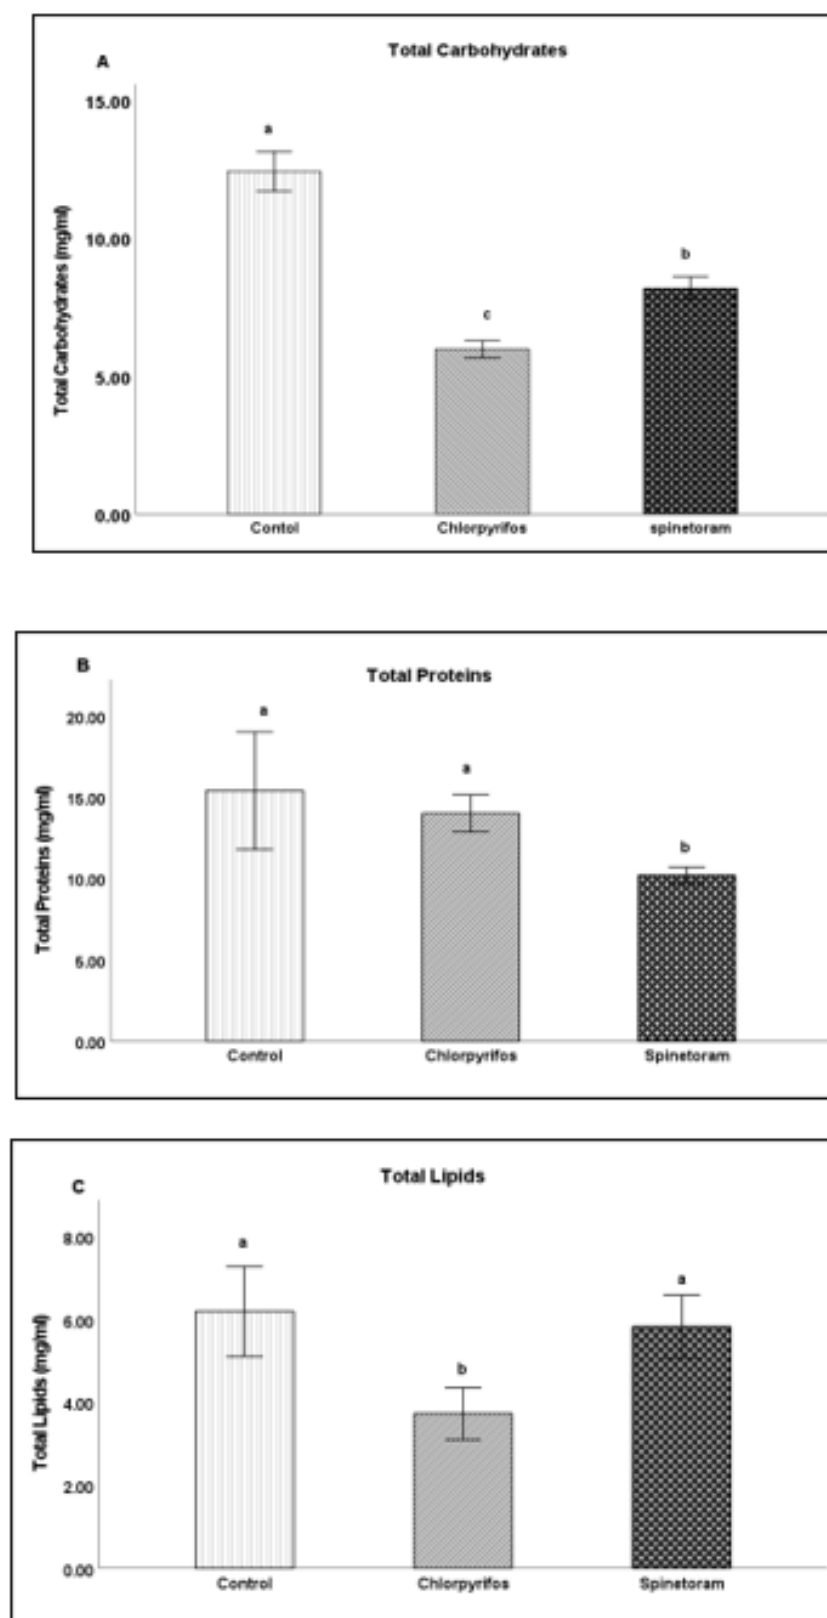 A
Total Carbohydrates
15.00
a
10.00
b
c
5.00
0.00
Total Carbohydrates (mg/ml)
Contol
Chlorpyrifos
spinetoram
B
Total Proteins
20.00
a
a
15.00
b
10.00
5.00
0.00
Total Proteins (mg/ml)
Control
Chlorpyrifos
Spinetoram
C
Total Lipids
8.00
a
a
6.00
b
4.00
2.00
0.00
Total Lipids (mg/ml)
Control
Chlorpyrifos
Spinetoram